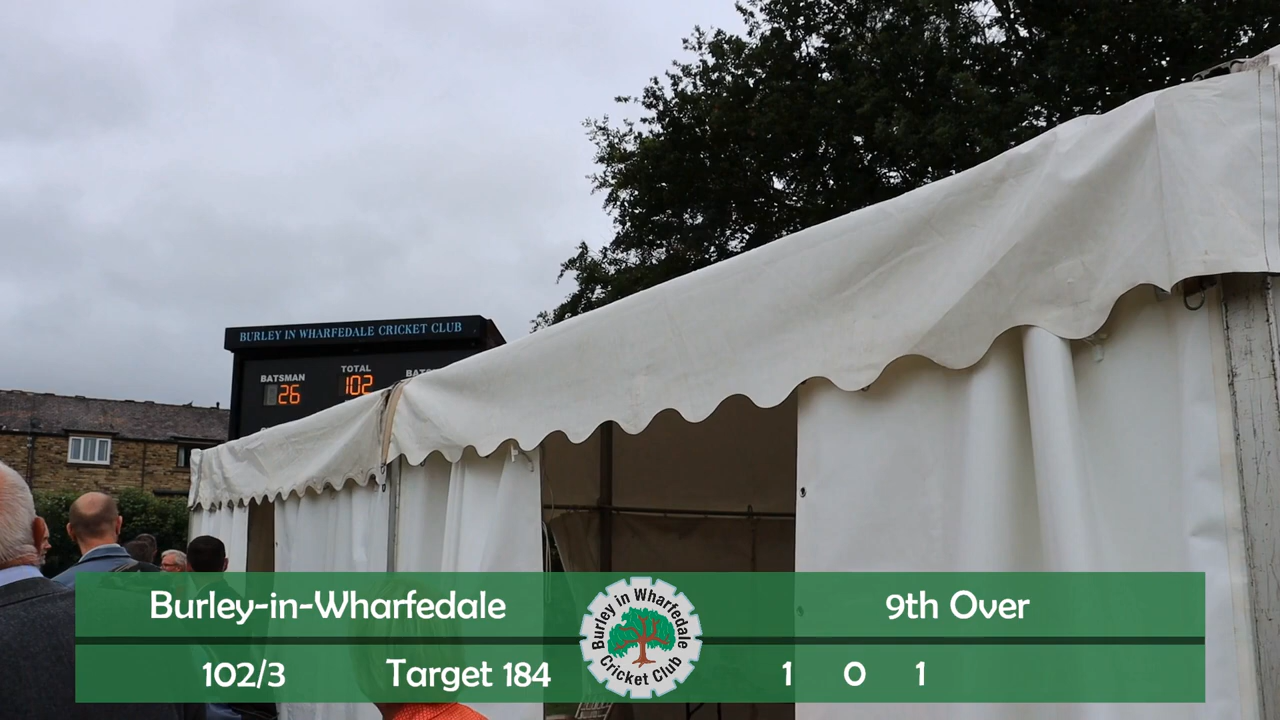 BURLEY IN WHARFEDALE CRICKET CLUB
BATSMAN TOTAL
26 102
Burley-in-Wharfedale 9th Over
102/3 Target 184 1 0 1
Burley in Wharfedale
Cricket Club